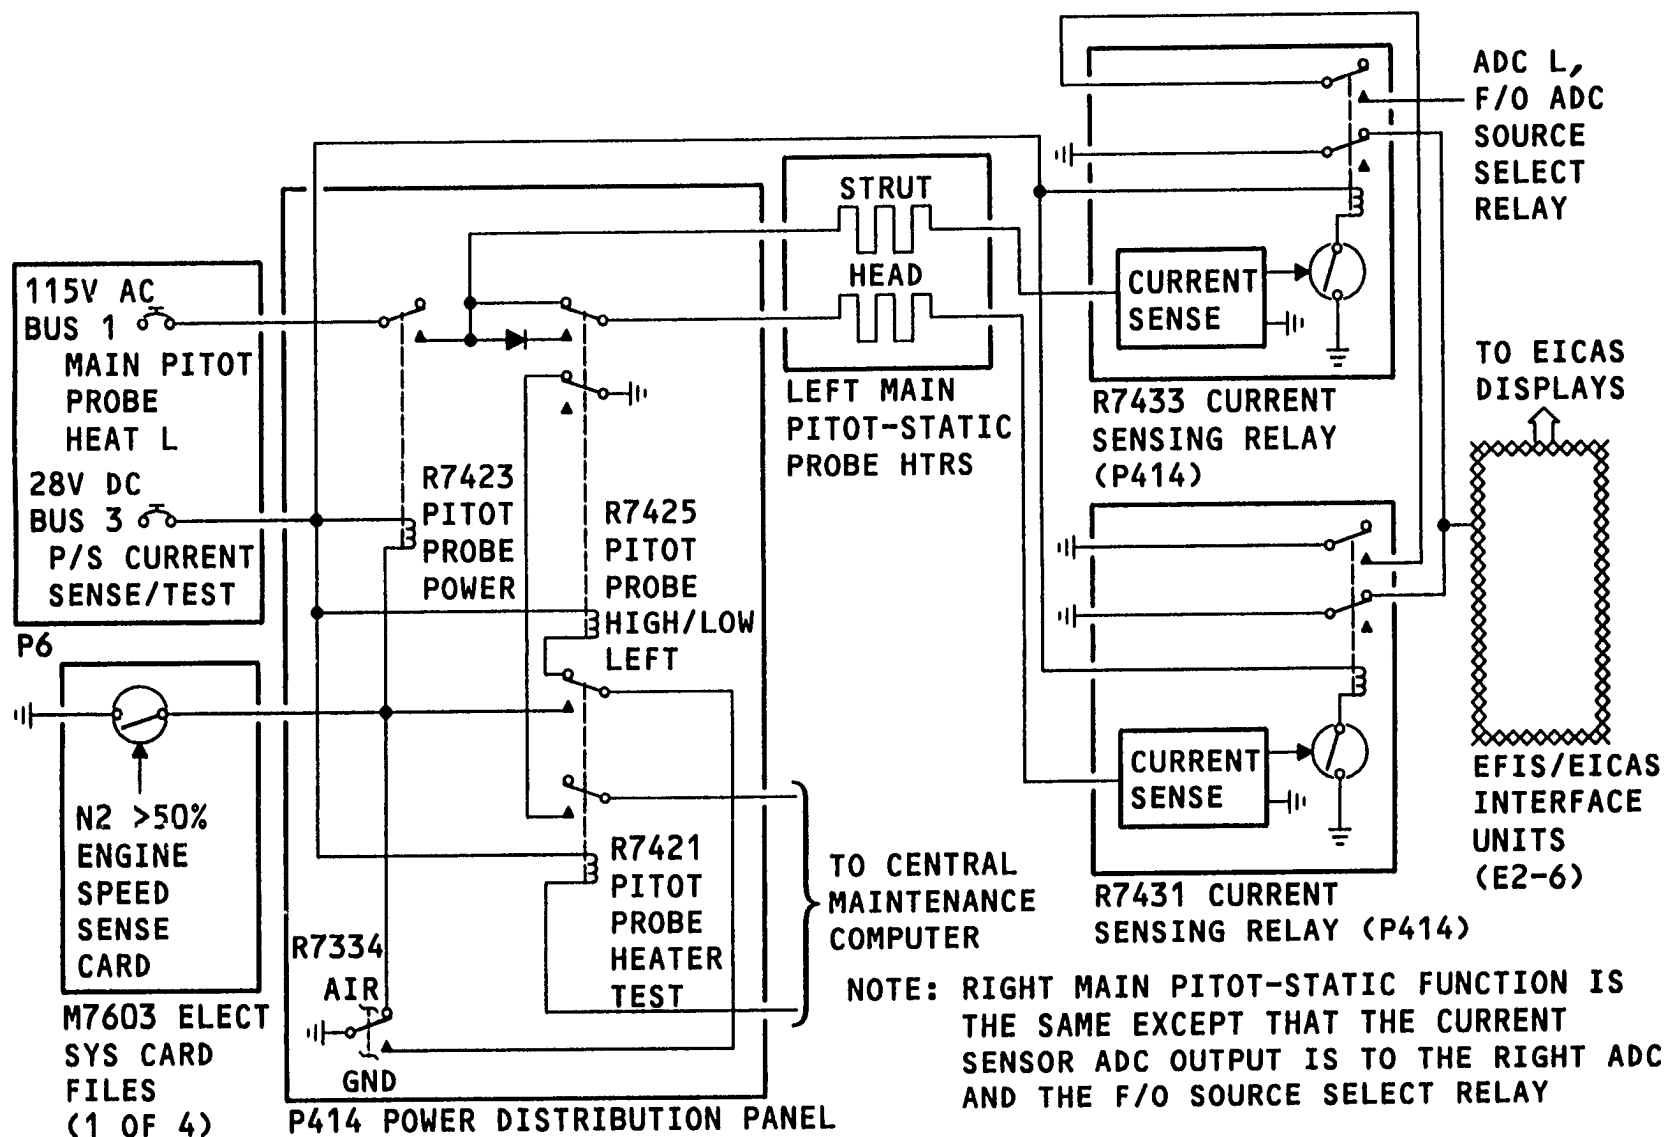 115V AC
BUS 1
MAIN PITOT
PROBE
HEAT L
28V DC
BUS 3
P/S CURRENT
SENSE/TEST
P6
N2 >50%
ENGINE
SPEED
SENSE
CARD
M7603 ELECT
SYS CARD
FILES
(1 OF 4)
R7423
PITOT
PROBE
POWER
R7425
PITOT
PROBE
HIGH/LOW
LEFT
R7421
PITOT
PROBE
HEATER
TEST
R7334
AIR
GND
P414 POWER DISTRIBUTION PANEL
STRUT
HEAD
LEFT MAIN
PITOT-STATIC
PROBE HTRS
TO CENTRAL
MAINTENANCE
COMPUTER
CURRENT
SENSE
R7433 CURRENT
SENSING RELAY
(P414)
CURRENT
SENSE
R7431 CURRENT
SENSING RELAY (P414)
ADC L,
F/O ADC
SOURCE
SELECT
RELAY
TO EICAS
DISPLAYS
EFIS/EICAS
INTERFACE
UNITS
(E2-6)
NOTE: RIGHT MAIN PITOT-STATIC FUNCTION IS
THE SAME EXCEPT THAT THE CURRENT
SENSOR ADC OUTPUT IS TO THE RIGHT ADC
AND THE F/O SOURCE SELECT RELAY